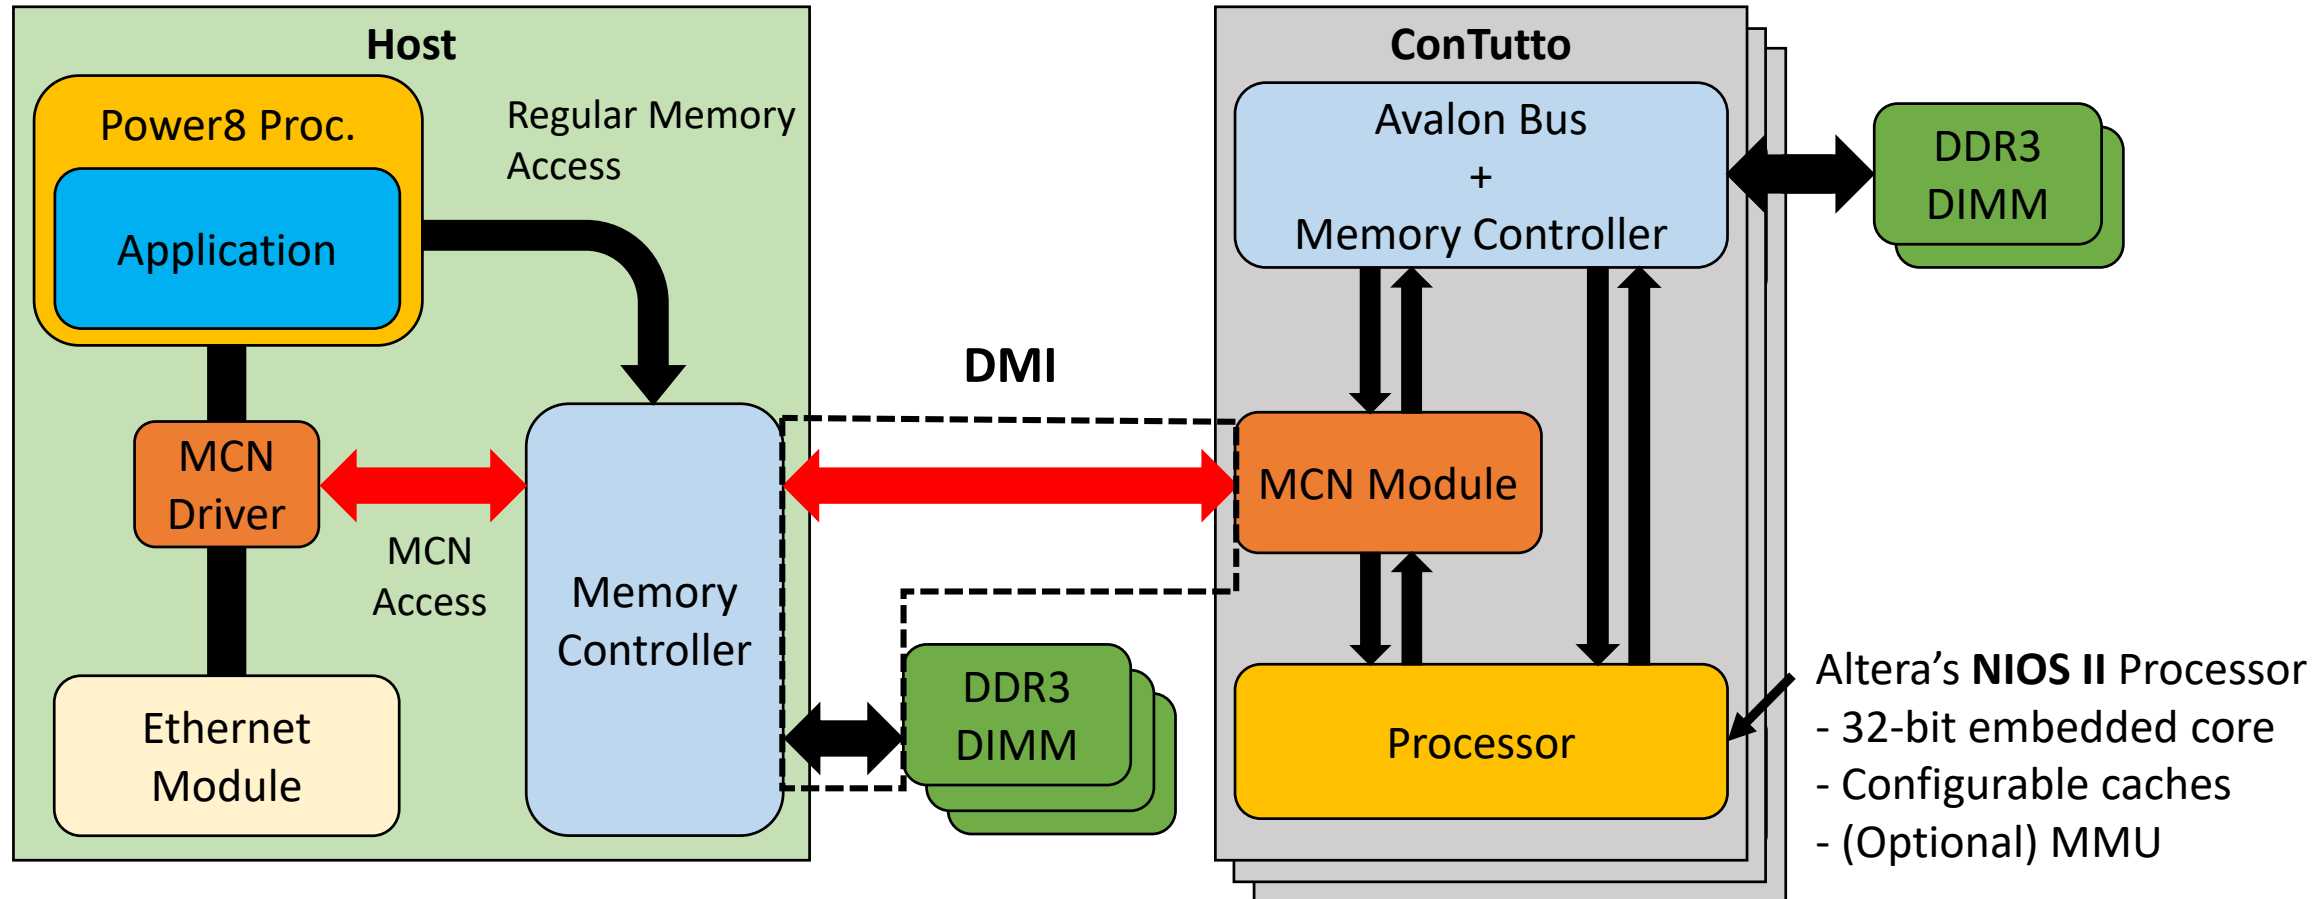 Host
Power8 Proc.
Application
Regular Memory
Access
MCN
Driver
MCN
Access
Ethernet
Module
Memory
Controller
DMI
DDR3
DIMM
ConTutto
Avalon Bus
+
Memory Controller
MCN Module
Processor
DDR3
DIMM
Altera’s NIOS II Processor
- 32-bit embedded core
- Configurable caches
- (Optional) MMU